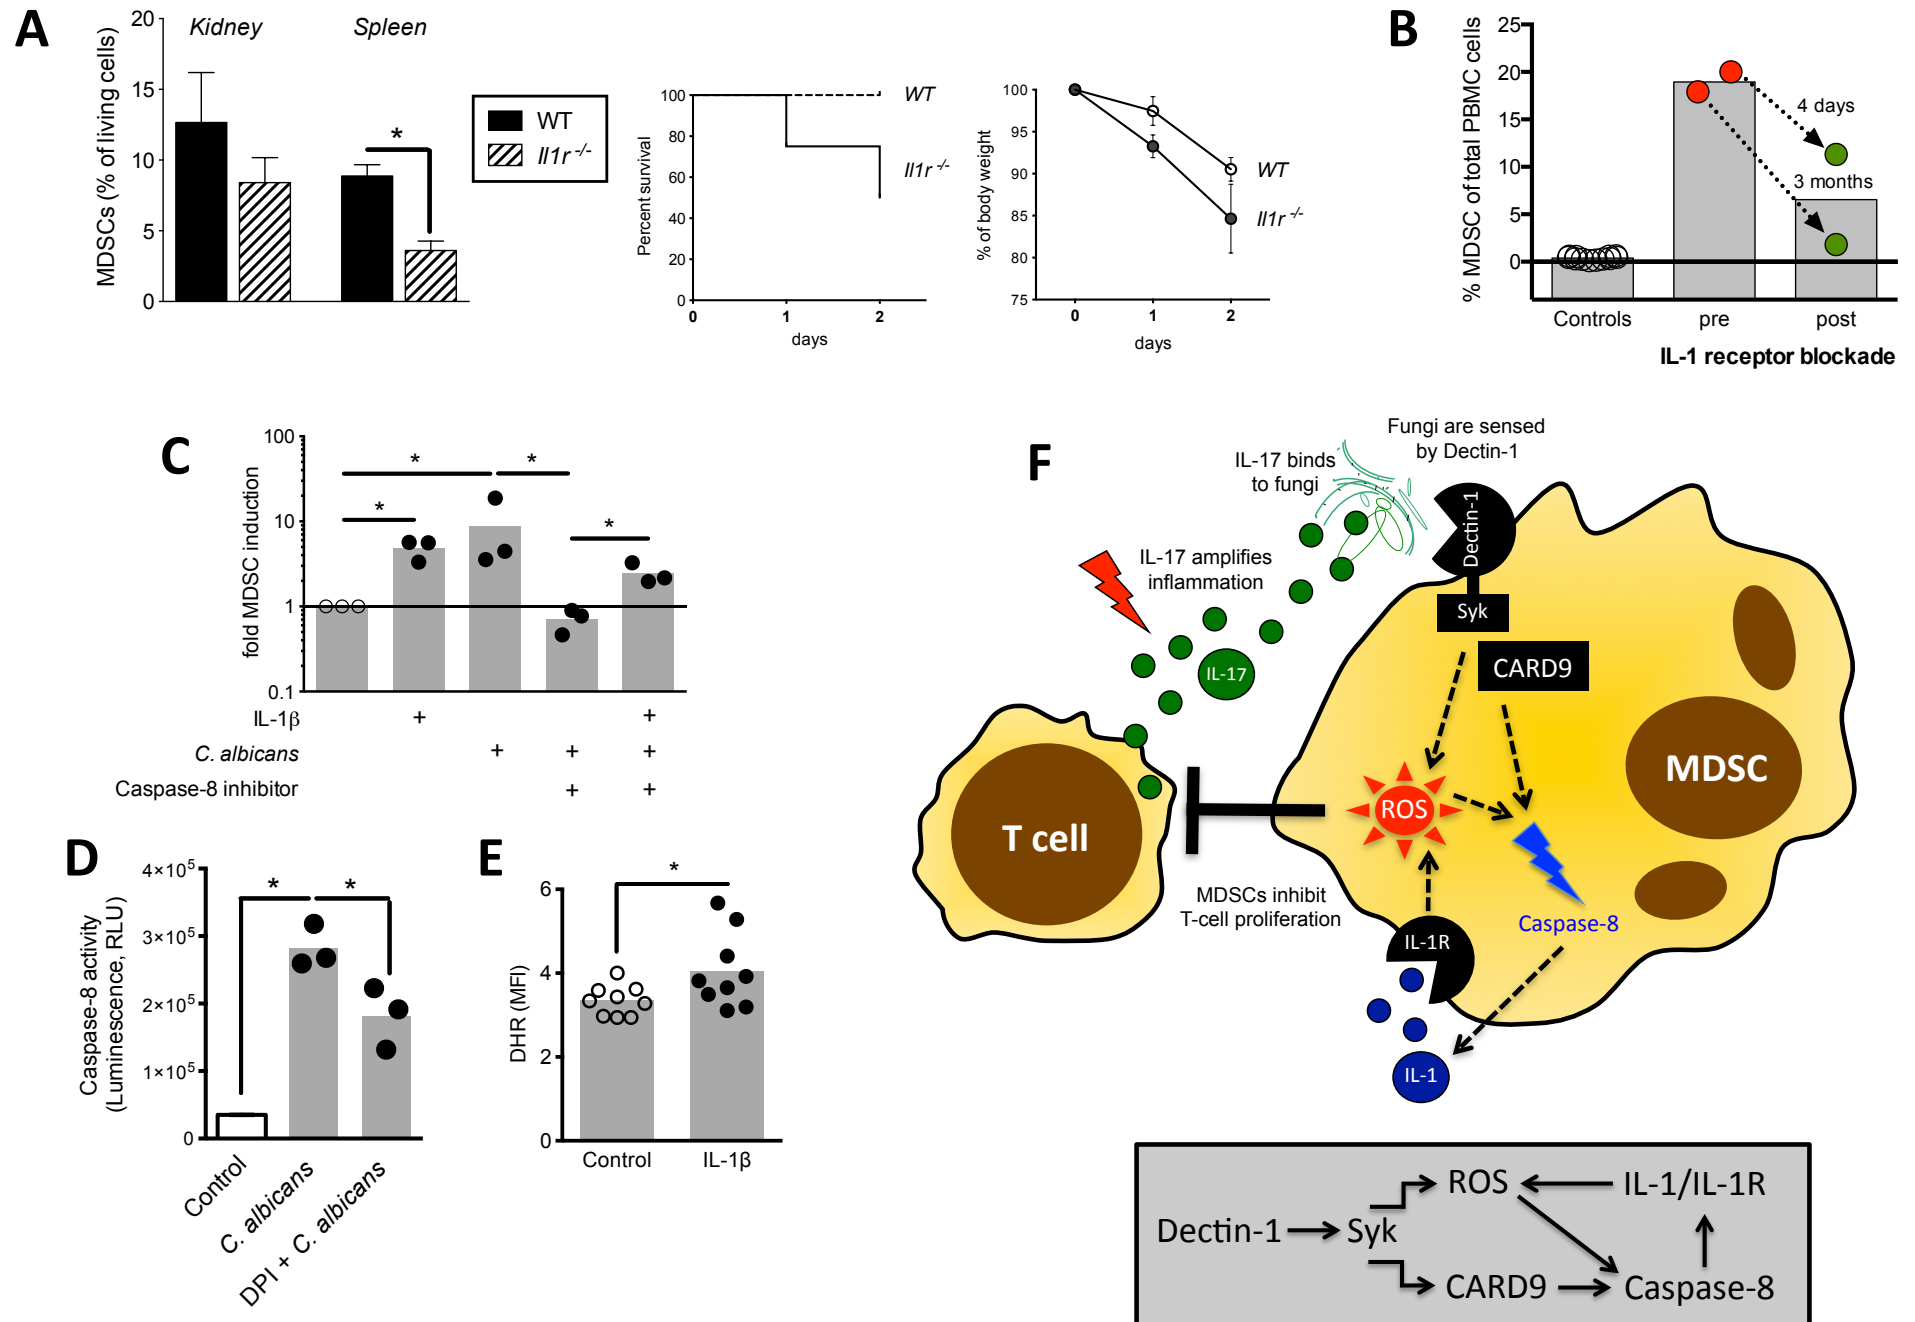 A
MDSCs (% of living cells)
20
15
10
5
0
Kidney
Spleen
*
WT
Il1r -/-
Percent survival
100
80
60
40
20
0
0
1
2
days
WT
Il1r -/-
% of body weight
100
95
90
85
80
75
0
1
2
days
WT
Il1r -/-
B
% MDSC of total PBMC cells
25
20
15
10
5
0
4 days
3 months
Controls
pre
post
IL-1 receptor blockade
C
fold MDSC induction
100
10
1
0.1
*
*
*
*
IL-1β
+
+
C. albicans
+
+
+
Caspase-8 inhibitor
+
+
D
Caspase-8 activity
(Luminescence, RLU)
4×10⁵
3×10⁵
2×10⁵
1×10⁵
0
*
*
Control
C. albicans
DPI + C. albicans
E
DHR (MFI)
6
4
2
0
*
Control
IL-1β
F
Fungi are sensed
by Dectin-1
IL-17 binds
to fungi
IL-17 amplifies
inflammation
IL-17
Dectin-1
Syk
CARD9
MDSC
ROS
T cell
MDSCs inhibit
T-cell proliferation
Caspase-8
IL-1R
IL-1
ROS
IL-1/IL-1R
Dectin-1
Syk
CARD9
Caspase-8